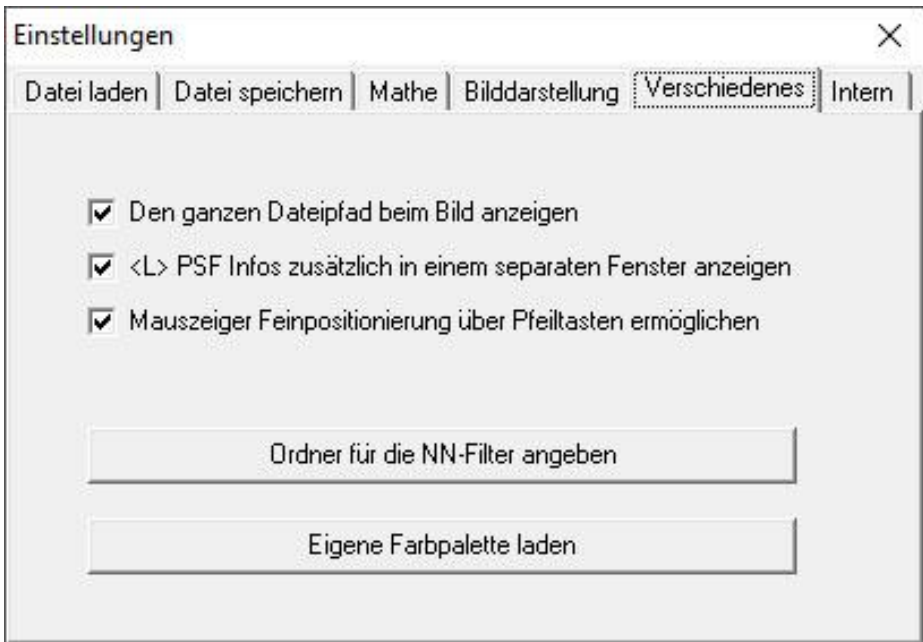 Einstellungen
Datei laden Datei speichern Mathe Bilddarstellung Verschiedenes Intern
Den ganzen Dateipfad beim Bild anzeigen
<L> PSF Infos zusätzlich in einem separaten Fenster anzeigen
Mauszeiger Feinpositionierung über Pfeiltasten ermöglichen
Ordner für die NN-Filter angeben
Eigene Farbpalette laden